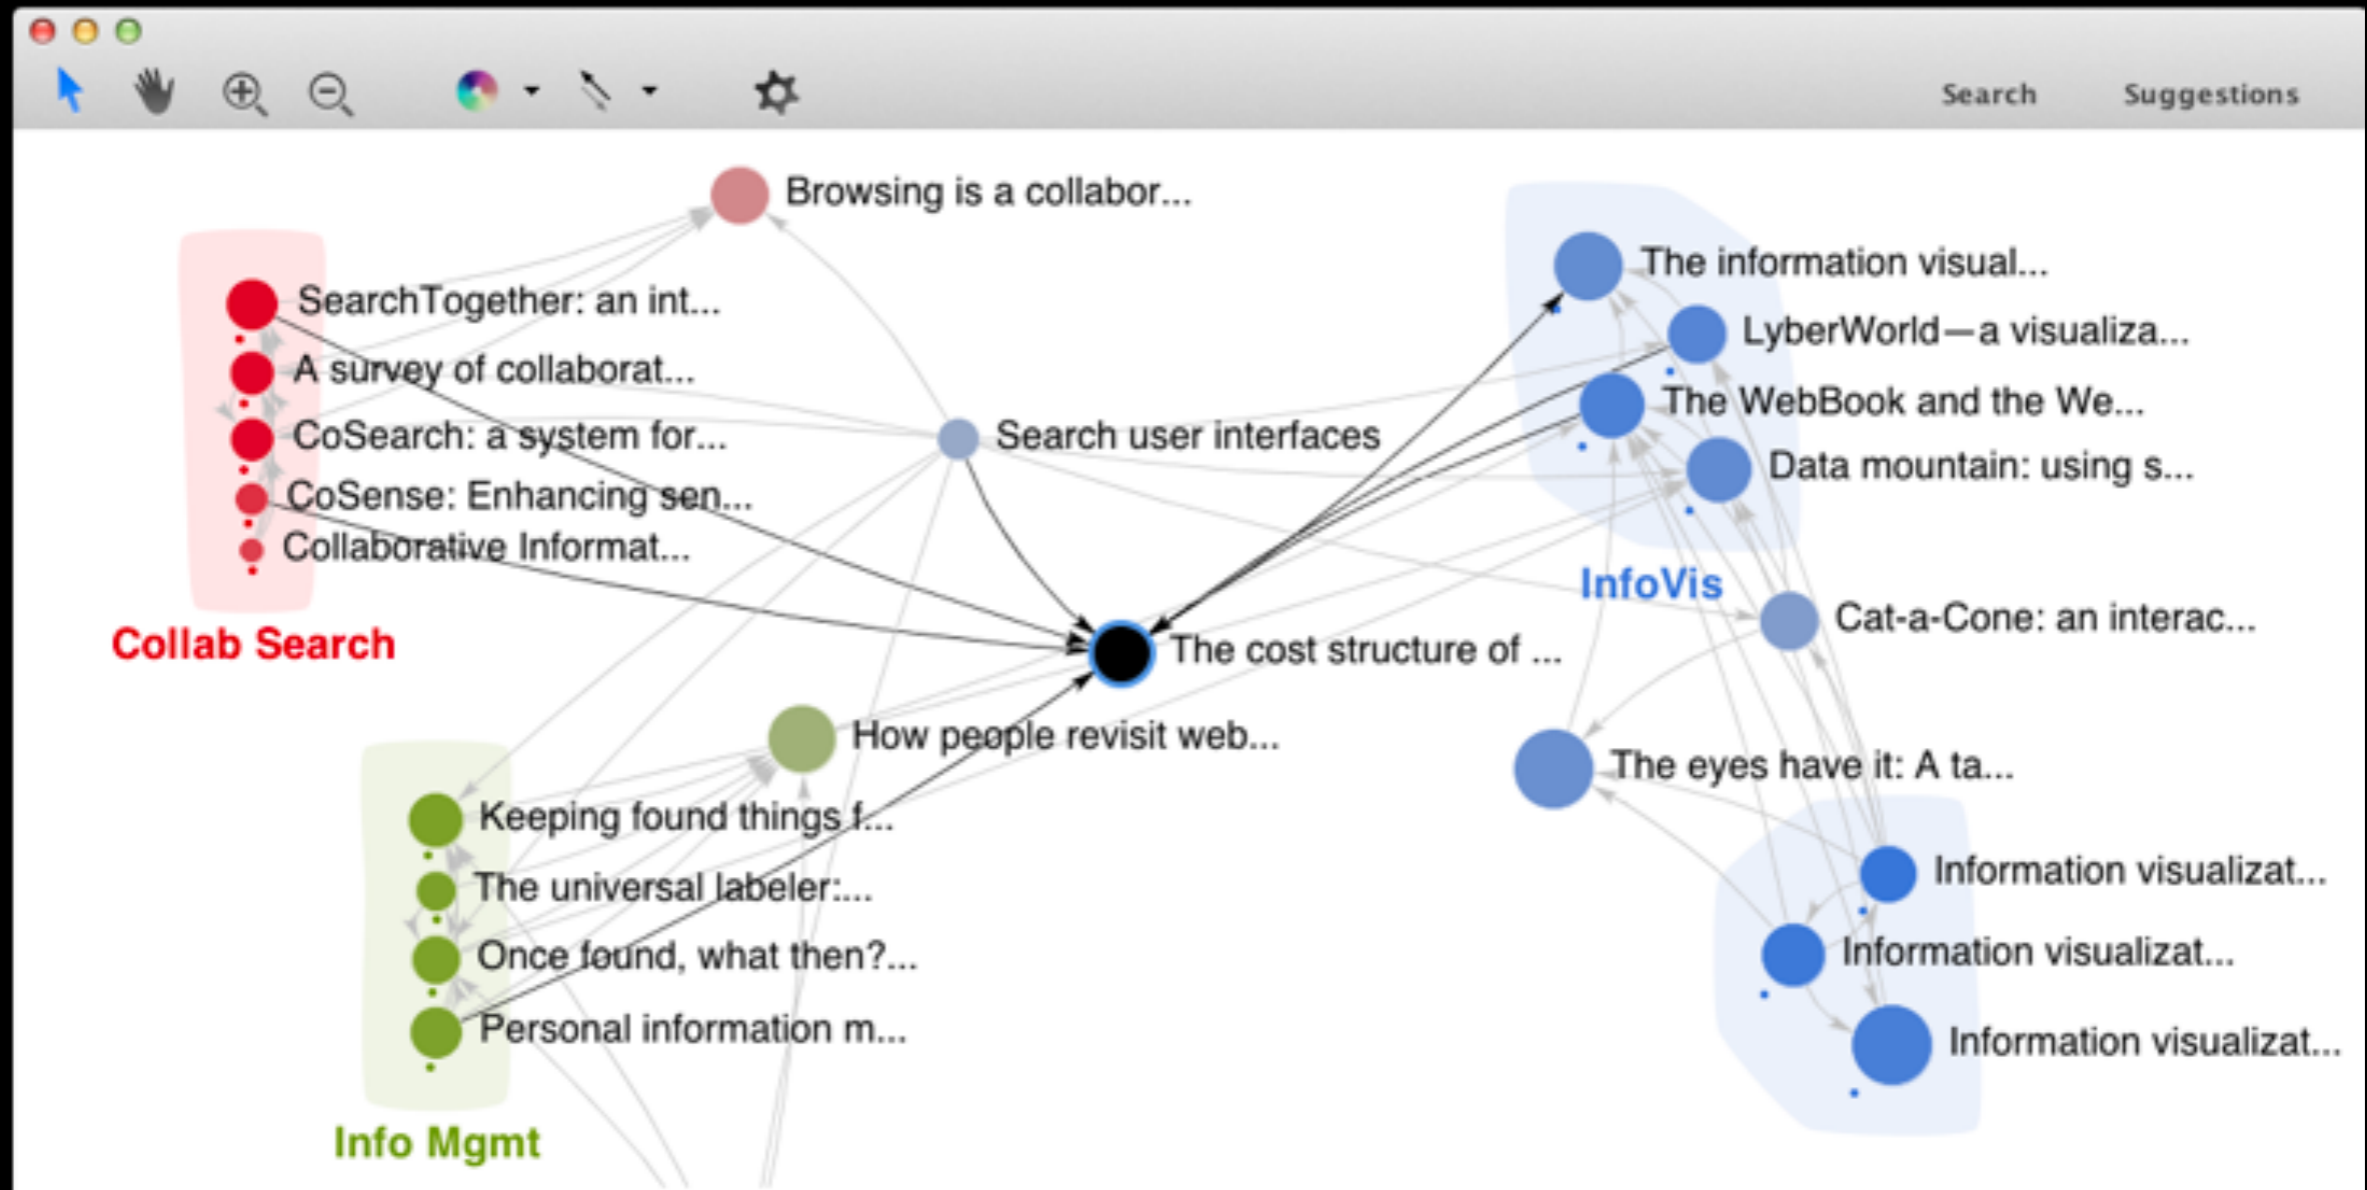 Search Suggestions
Browsing is a collabor...
SearchTogether: an int...
A survey of collaborat...
CoSearch: a system for...
CoSense: Enhancing sen...
Collaborative Informat...
Collab Search
Search user interfaces
The information visual...
LyberWorld—a visualiza...
The WebBook and the We...
Data mountain: using s...
InfoVis
Cat-a-Cone: an interac...
The cost structure of ...
How people revisit web...
The eyes have it: A ta...
Keeping found things f...
The universal labeler:...
Once found, what then?...
Personal information m...
Info Mgmt
Information visualizat...
Information visualizat...
Information visualizat...